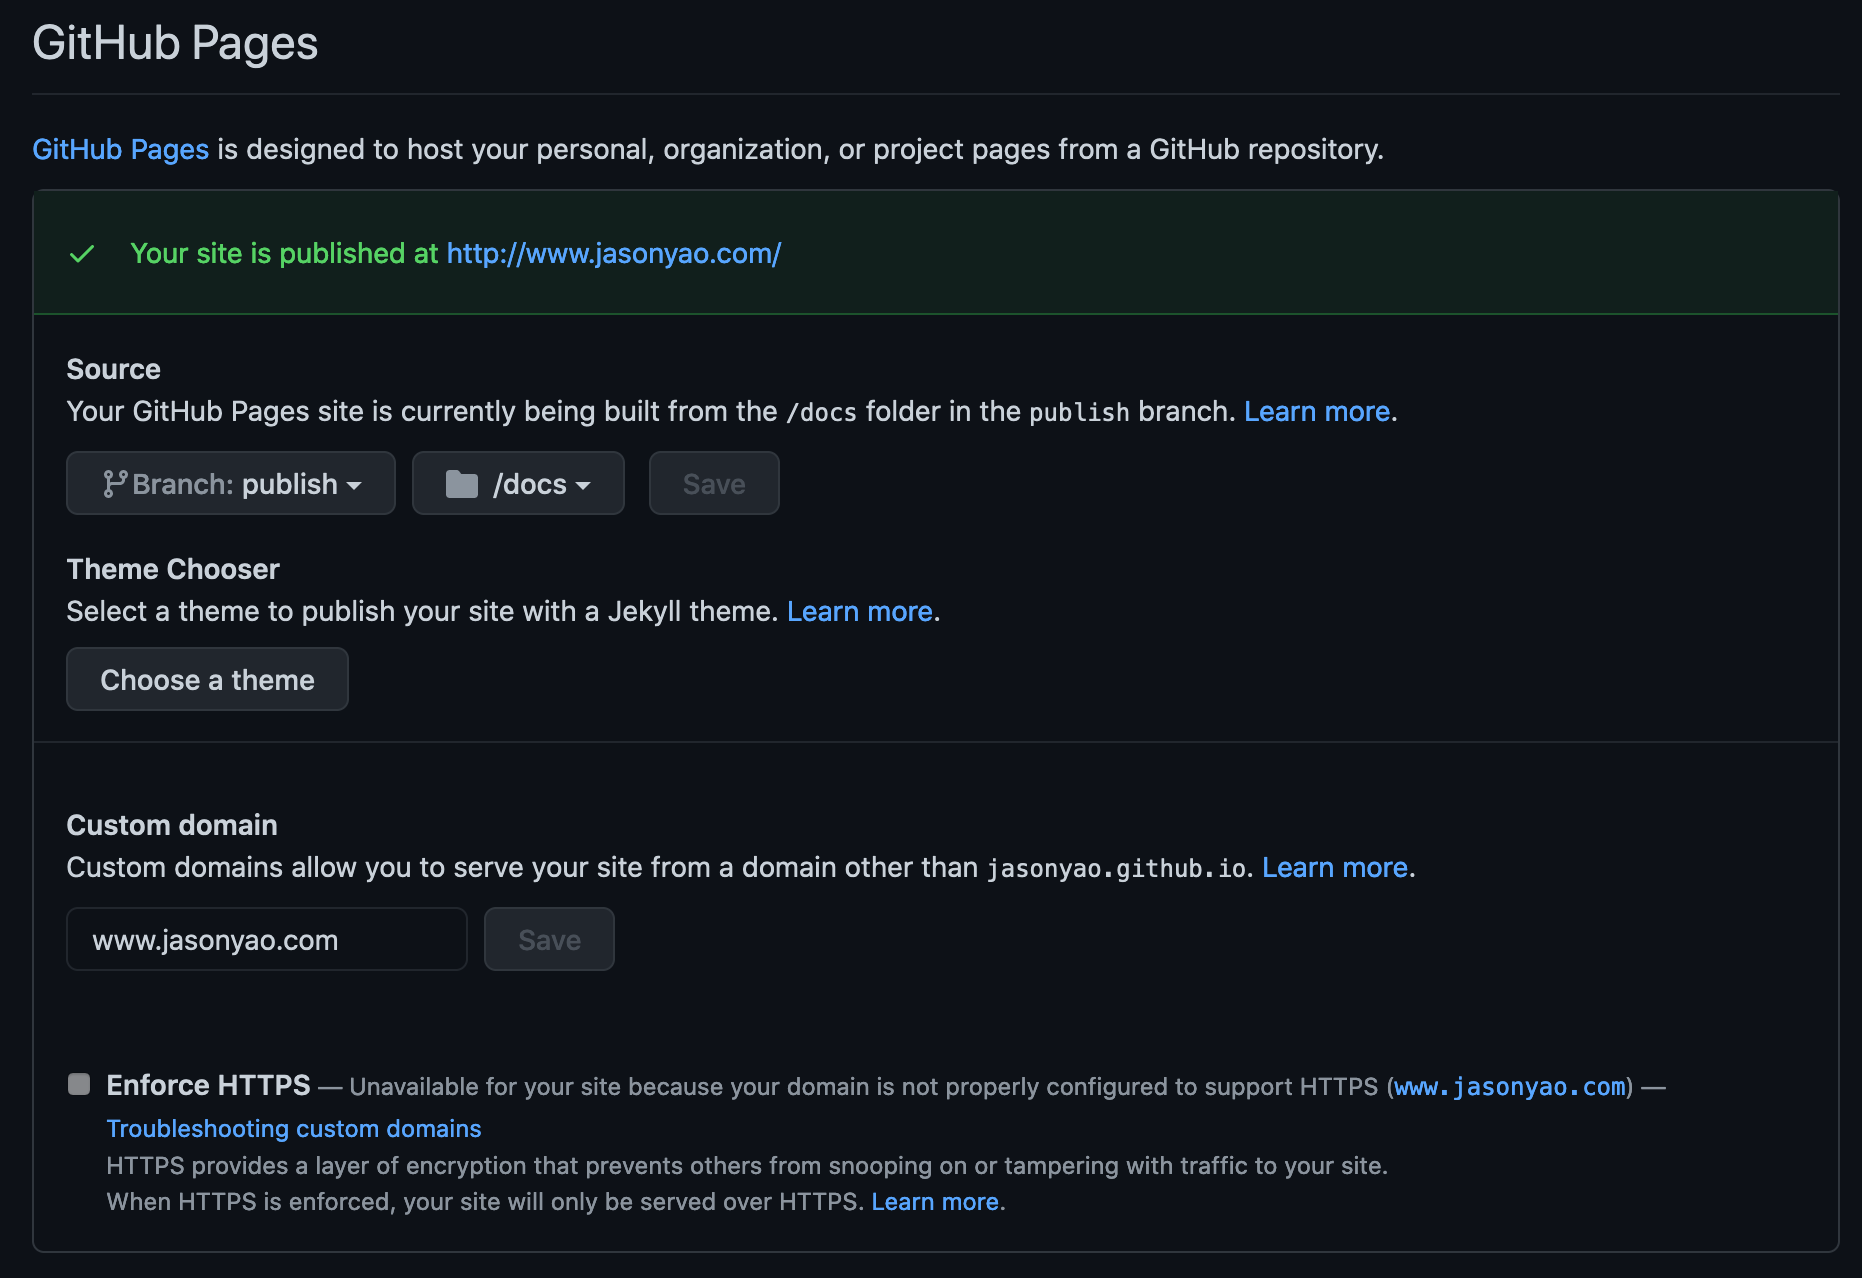 GitHub Pages
GitHub Pages is designed to host your personal, organization, or project pages from a GitHub repository.
Your site is published at http://www.jasonyao.com/
Source
Your GitHub Pages site is currently being built from the /docs folder in the publish branch. Learn more.
Branch: publish /docs Save
Theme Chooser
Select a theme to publish your site with a Jekyll theme. Learn more.
Choose a theme
Custom domain
Custom domains allow you to serve your site from a domain other than jasonyao.github.io. Learn more.
www.jasonyao.com Save
Enforce HTTPS — Unavailable for your site because your domain is not properly configured to support HTTPS (www.jasonyao.com) —
Troubleshooting custom domains
HTTPS provides a layer of encryption that prevents others from snooping on or tampering with traffic to your site.
When HTTPS is enforced, your site will only be served over HTTPS. Learn more.